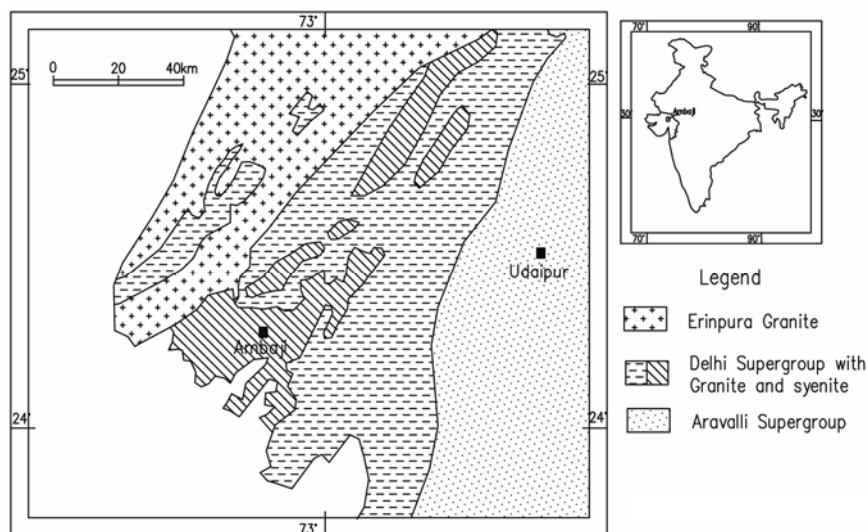 73°
25°
0 20 40km
25°
Udaipur
Ambaji
24°
24°
73°
70° 90°
30° 30°
Ambaji
70° 90°
Legend
Erinpura Granite
Delhi Supergroup with
Granite and syenite
Aravalli Supergroup